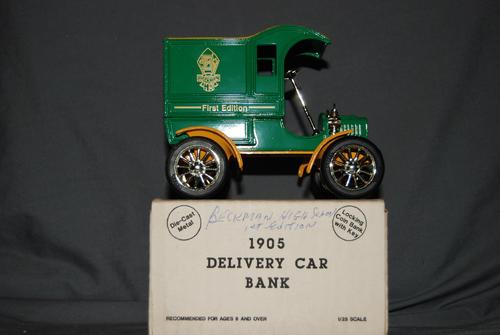 First Edition
Die-Cast
Metal
BECKMAN HIGH SCHOOL
1ST EDITION
Locking
Coin Bank
with Key
1905
DELIVERY CAR
BANK
RECOMMENDED FOR AGES 8 AND OVER
1/25 SCALE